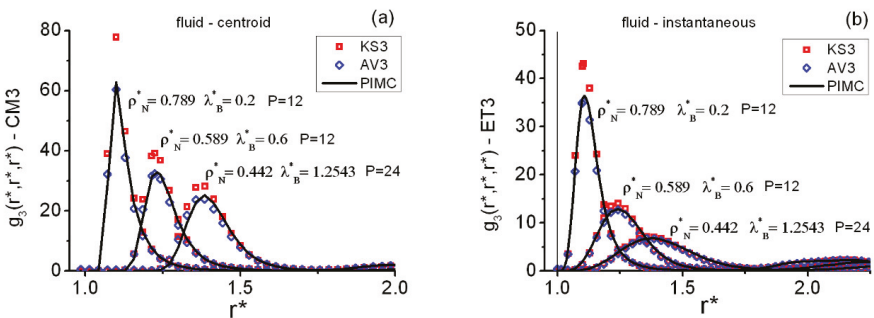 fluid - centroid
(a)
KS3
AV3
PIMC
ρ*N = 0.789 λ*B = 0.2 P=12
ρ*N = 0.589 λ*B = 0.6 P=12
ρ*N = 0.442 λ*B = 1.2543 P=24
g3(r*,r*,r*) - CM3
80
60
40
20
0
1.0
1.5
2.0
r*
fluid - instantaneous
(b)
KS3
AV3
PIMC
ρ*N = 0.789 λ*B = 0.2 P=12
ρ*N = 0.589 λ*B = 0.6 P=12
ρ*N = 0.442 λ*B = 1.2543 P=24
g3(r*,r*,r*) - ET3
50
40
30
20
10
0
1.0
1.5
2.0
r*